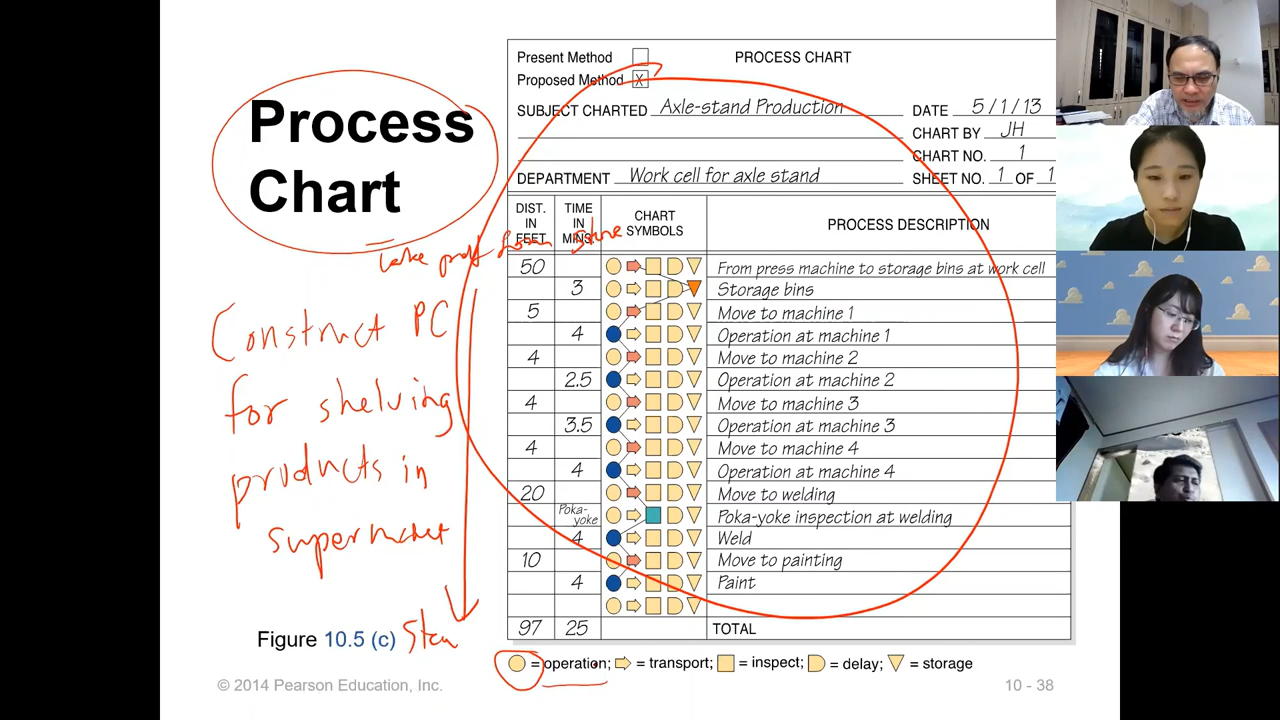 Process
Chart
Present Method
Proposed Method X
PROCESS CHART
SUBJECT CHARTED Axle-stand Production
DATE 5 / 1 / 13
CHART BY JH
CHART NO. 1
DEPARTMENT Work cell for axle stand
SHEET NO. 1 OF 1
DIST. IN FEET
TIME IN MINS
CHART SYMBOLS
PROCESS DESCRIPTION
50 From press machine to storage bins at work cell
3 Storage bins
5 Move to machine 1
4 Operation at machine 1
4 Move to machine 2
2.5 Operation at machine 2
4 Move to machine 3
3.5 Operation at machine 3
4 Move to machine 4
4 Operation at machine 4
20 Move to welding
Poka-yoke Poka-yoke inspection at welding
4 Weld
10 Move to painting
4 Paint
97 25 TOTAL
= operation; = transport; = inspect; = delay; = storage
from store
Construct PC
for shelving
products in
supermarket
Figure 10.5 (c)
© 2014 Pearson Education, Inc.
10 - 38